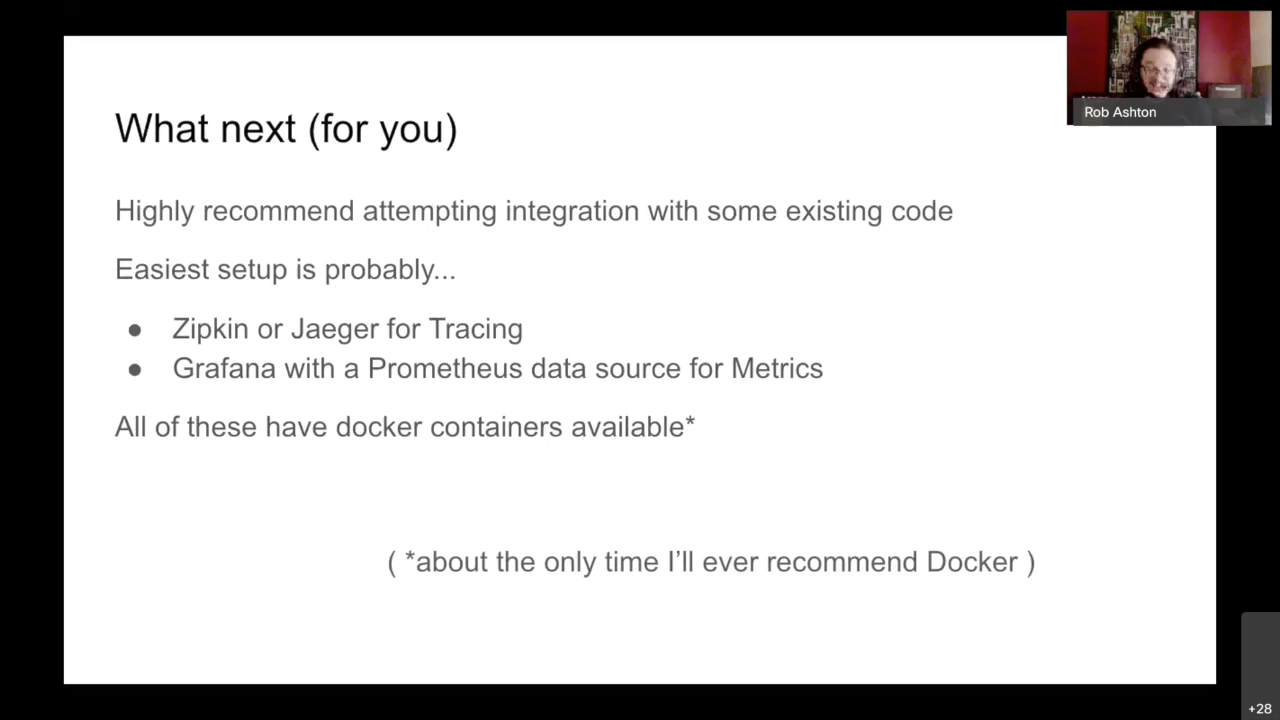 What next (for you)
Highly recommend attempting integration with some existing code
Easiest setup is probably...
● Zipkin or Jaeger for Tracing
● Grafana with a Prometheus data source for Metrics
All of these have docker containers available*
( *about the only time I’ll ever recommend Docker )
Rob Ashton
+28